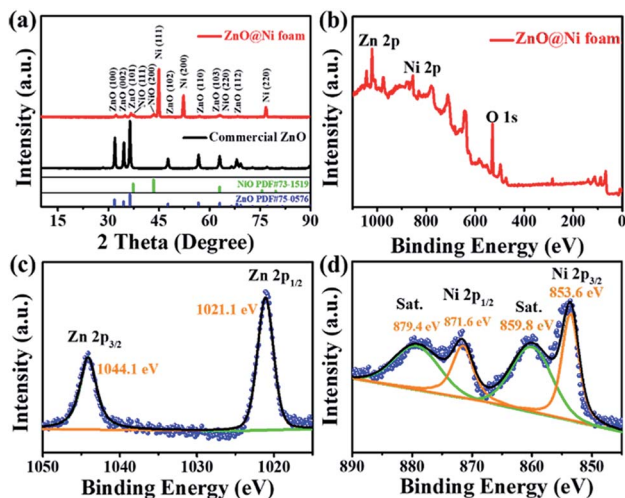 (a)
ZnO@Ni foam
ZnO (100)
ZnO (002)
ZnO (101)
NiO (111)
NiO (200)
Ni (111)
ZnO (102)
Ni (200)
ZnO (110)
ZnO (103)
NiO (220)
ZnO (112)
Ni (220)
Commercial ZnO
NiO PDF#73-1519
ZnO PDF#75-0576
Intensity (a.u.)
15 30 45 60 75 90
2 Theta (Degree)
(b)
ZnO@Ni foam
Zn 2p
Ni 2p
O 1s
Intensity (a.u.)
1000 800 600 400 200 0
Binding Energy (eV)
(c)
Zn 2p1/2
1021.1 eV
Zn 2p3/2
1044.1 eV
Intensity (a.u.)
1050 1040 1030 1020
Binding Energy (eV)
(d)
Ni 2p3/2
853.6 eV
Sat.
859.8 eV
Ni 2p1/2
871.6 eV
Sat.
879.4 eV
Intensity (a.u.)
890 880 870 860 850
Binding Energy (eV)